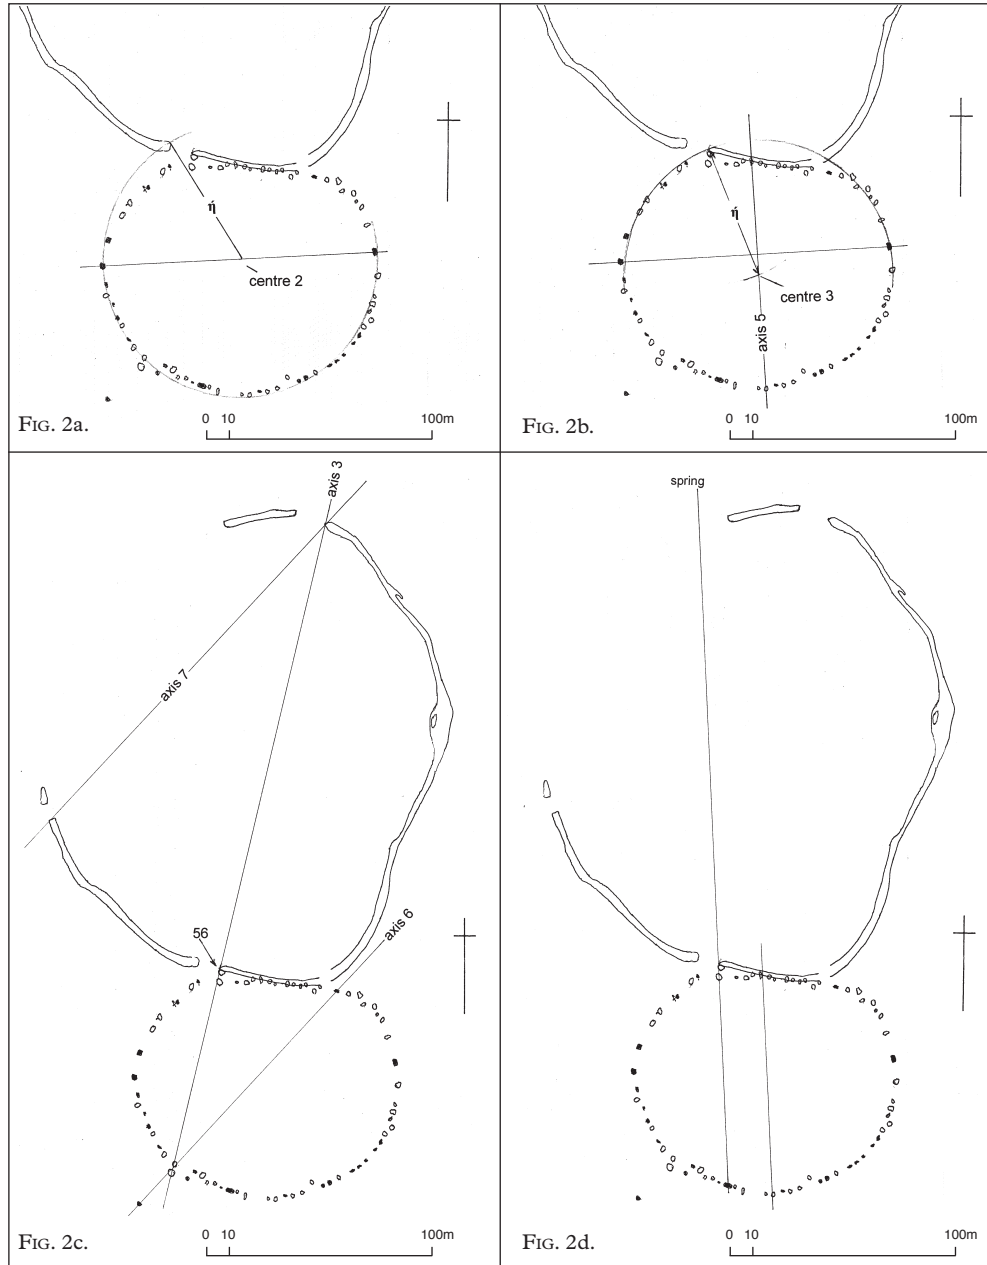 ή
centre 2
0 10 100m
FIG. 2a.
ή
centre 3
axis 5
0 10 100m
FIG. 2b.
axis 3
axis 7
56
axis 6
0 10 100m
FIG. 2c.
spring
0 10 100m
FIG. 2d.